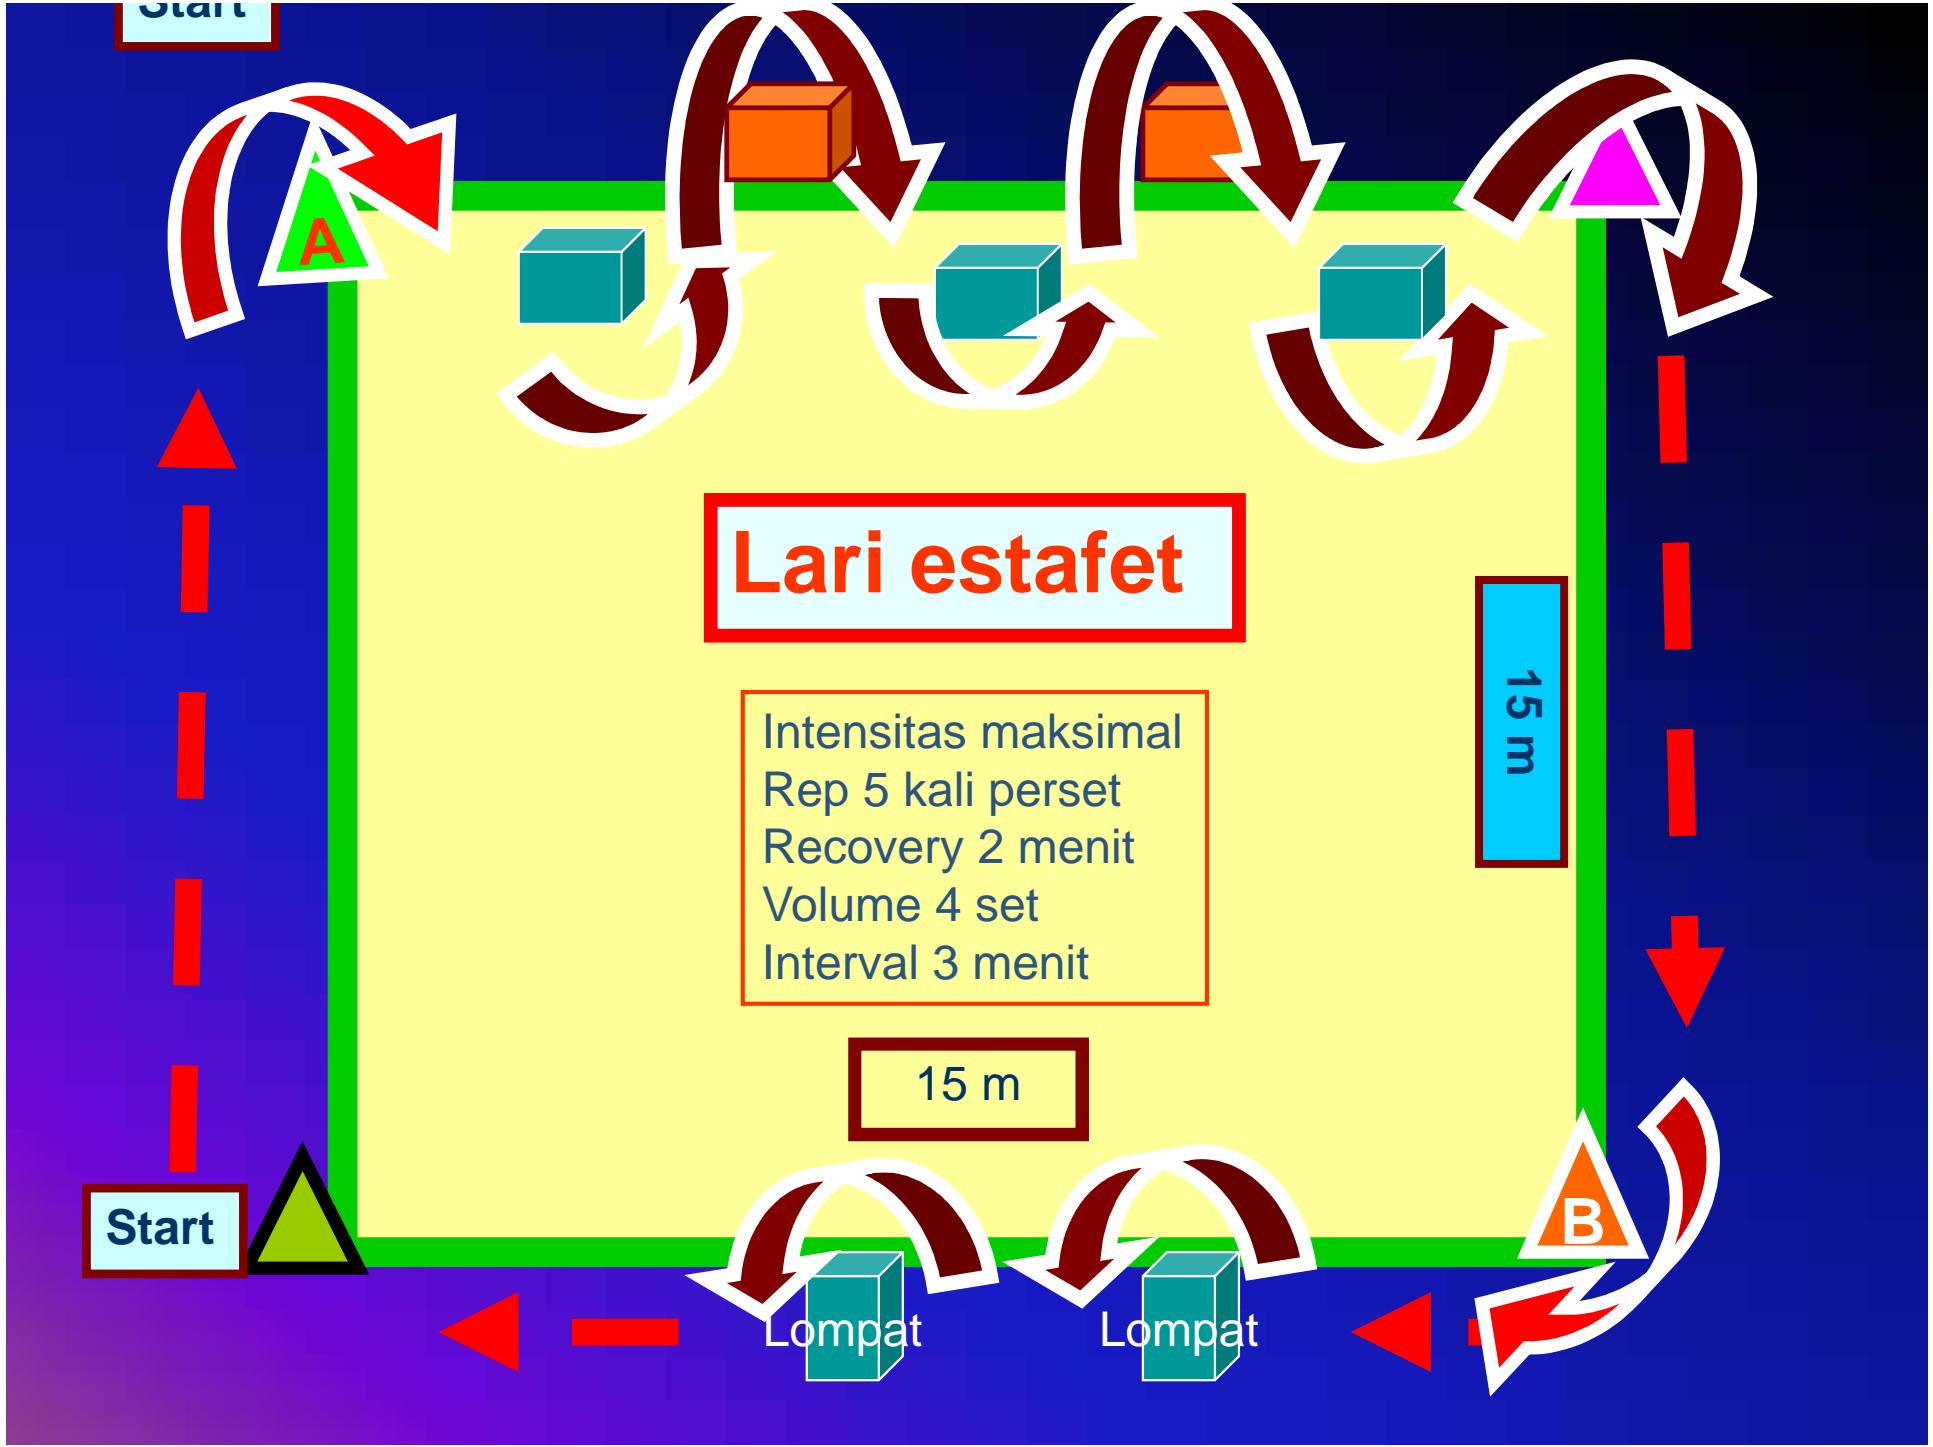 Start
A
Lari estafet
15 m
Intensitas maksimal
Rep 5 kali perset
Recovery 2 menit
Volume 4 set
Interval 3 menit
15 m
Start
B
Lompat
Lompat